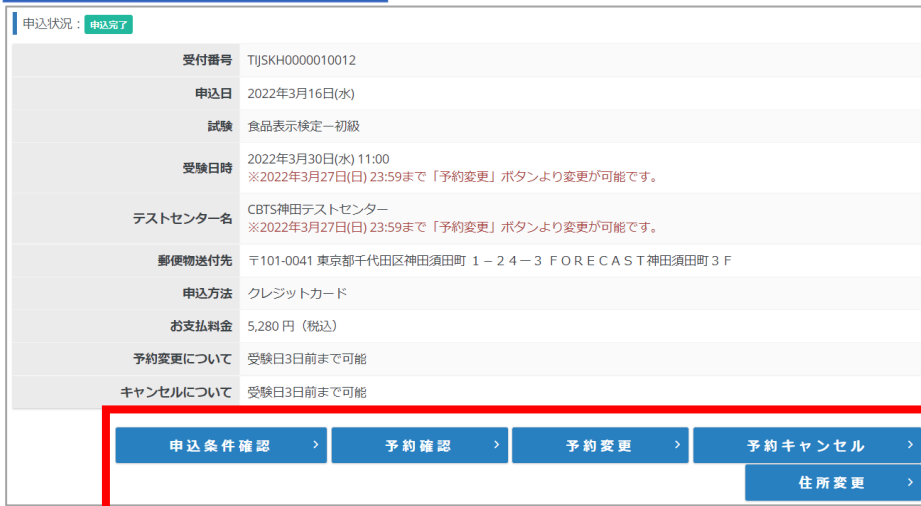 申込状況：申込完了
受付番号 TIJSKH0000010012
申込日 2022年3月16日(水)
試験 食品表示検定ー初級
受験日時 2022年3月30日(水) 11:00
※2022年3月27日(日) 23:59まで「予約変更」ボタンより変更が可能です。
テストセンター名 CBTS神田テストセンター
※2022年3月27日(日) 23:59まで「予約変更」ボタンより変更が可能です。
郵便物送付先 〒101-0041 東京都千代田区神田須田町 １－２４ー３ ＦＯＲＥＣＡＳＴ神田須田町３Ｆ
申込方法 クレジットカード
お支払料金 5,280 円（税込）
予約変更について 受験日3日前まで可能
キャンセルについて 受験日3日前まで可能
申込条件確認 予約確認 予約変更 予約キャンセル
住所変更